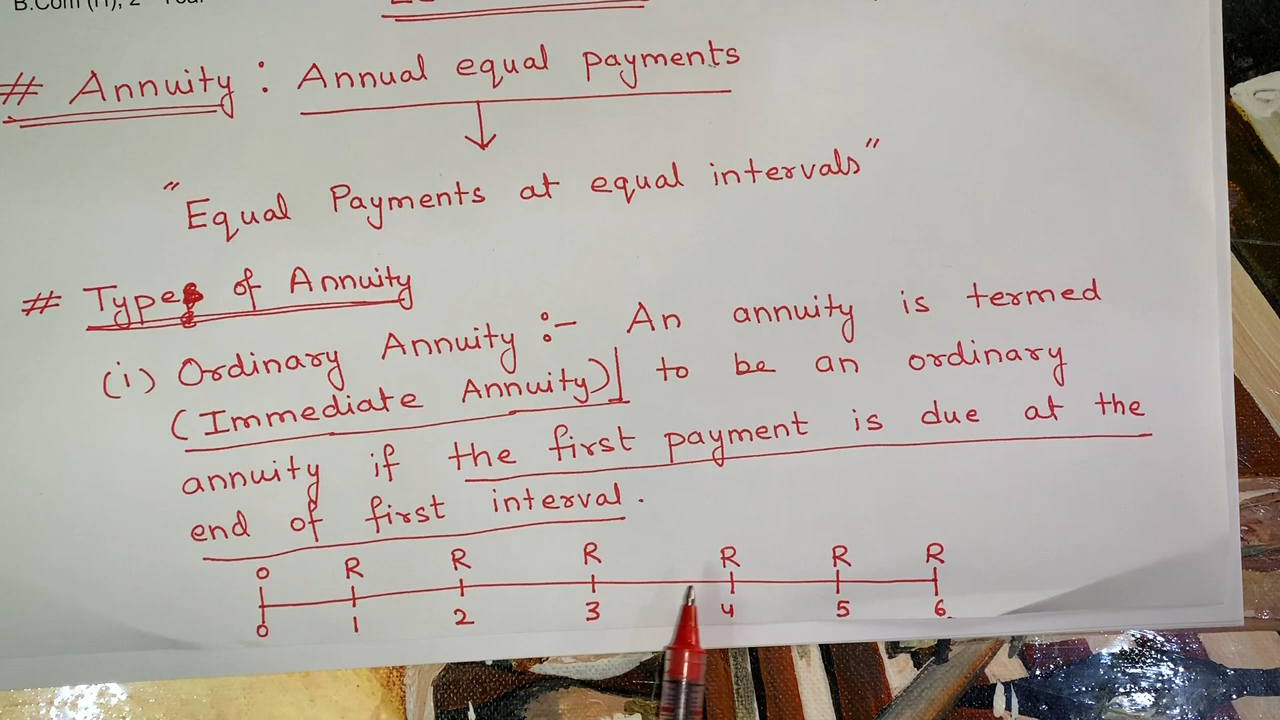 B.Com (H), 2
# Annuity : Annual equal payments
"Equal Payments at equal intervals"
# Types of Annuity
(i) Ordinary Annuity :- An annuity is termed
(Immediate Annuity)] to be an ordinary
annuity if the first payment is due at the
end of first interval.
0 R R R R R R
0 1 2 3 4 5 6